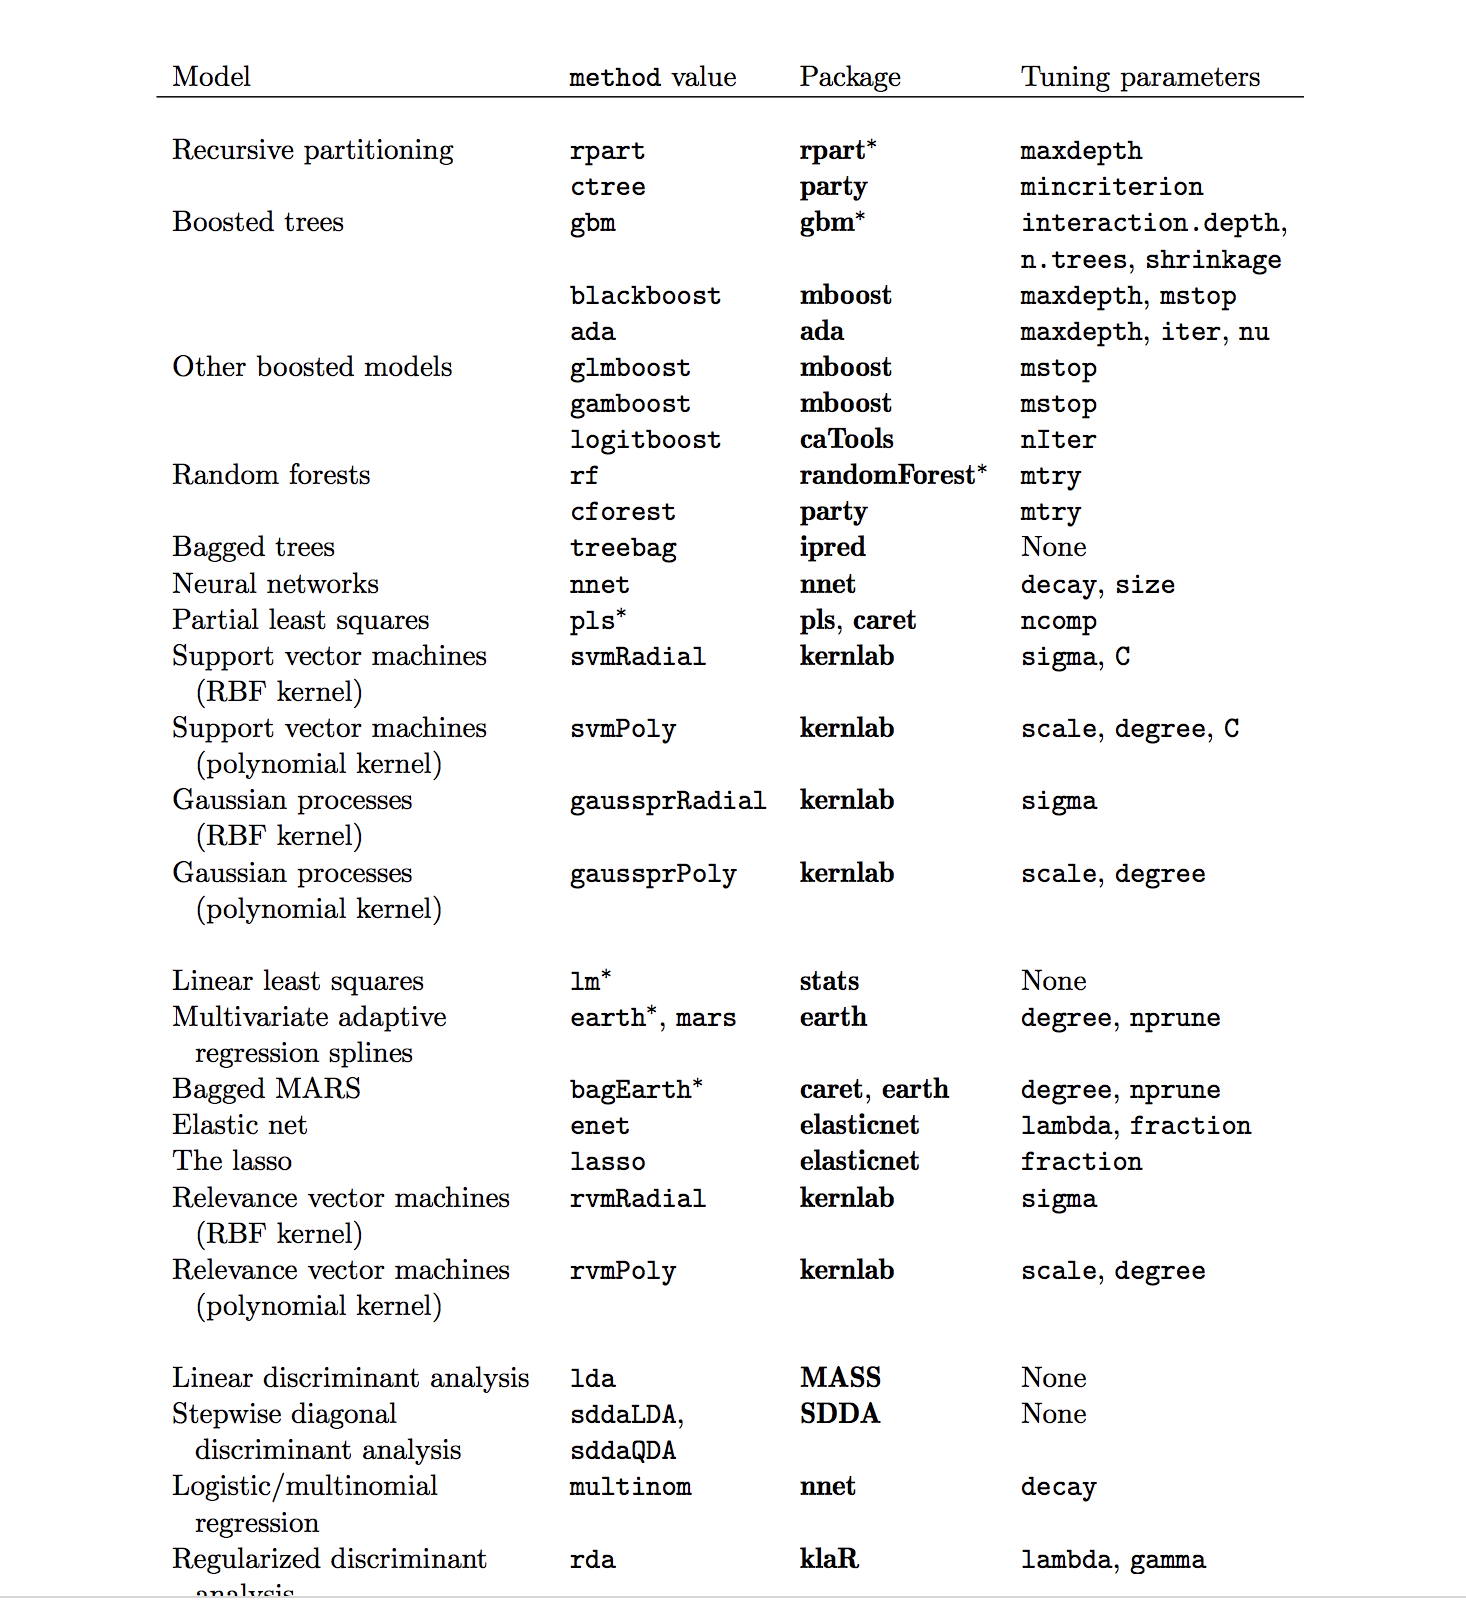 Model method value Package Tuning parameters
Recursive partitioning rpart rpart* maxdepth
ctree party mincriterion
Boosted trees gbm gbm* interaction.depth,
n.trees, shrinkage
blackboost mboost maxdepth, mstop
ada ada maxdepth, iter, nu
Other boosted models glmboost mboost mstop
gamboost mboost mstop
logitboost caTools nIter
Random forests rf randomForest* mtry
cforest party mtry
Bagged trees treebag ipred None
Neural networks nnet nnet decay, size
Partial least squares pls* pls, caret ncomp
Support vector machines svmRadial kernlab sigma, C
(RBF kernel)
Support vector machines svmPoly kernlab scale, degree, C
(polynomial kernel)
Gaussian processes gaussprRadial kernlab sigma
(RBF kernel)
Gaussian processes gaussprPoly kernlab scale, degree
(polynomial kernel)
Linear least squares lm* stats None
Multivariate adaptive earth*, mars earth degree, nprune
regression splines
Bagged MARS bagEarth* caret, earth degree, nprune
Elastic net enet elasticnet lambda, fraction
The lasso lasso elasticnet fraction
Relevance vector machines rvmRadial kernlab sigma
(RBF kernel)
Relevance vector machines rvmPoly kernlab scale, degree
(polynomial kernel)
Linear discriminant analysis lda MASS None
Stepwise diagonal sddaLDA, SDDA None
discriminant analysis sddaQDA
Logistic/multinomial multinom nnet decay
regression
Regularized discriminant rda klaR lambda, gamma
analysis